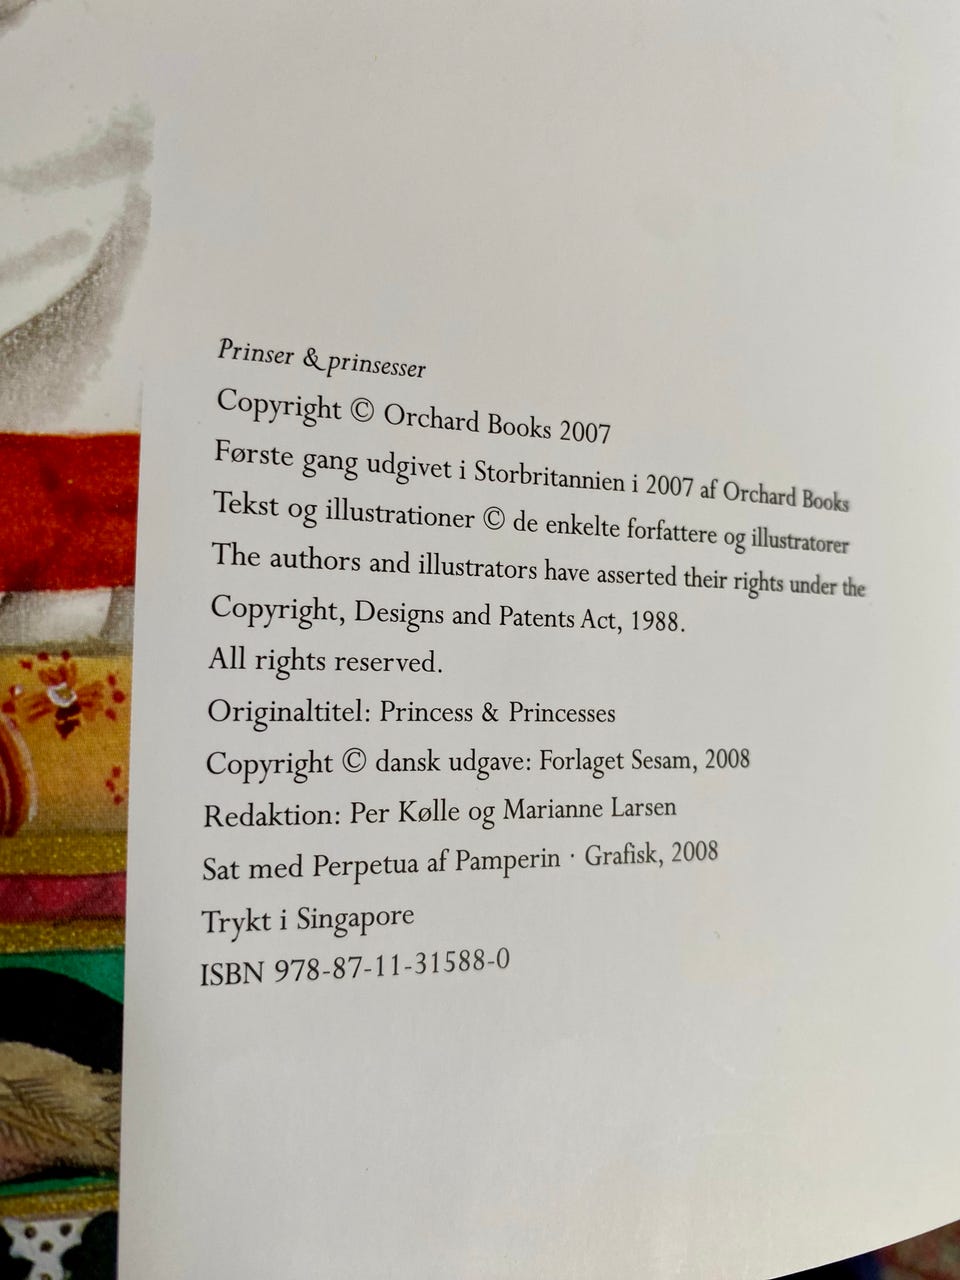 Prinser & prinsesser
Copyright © Orchard Books 2007
Første gang udgivet i Storbritannien i 2007 af Orchard Books
Tekst og illustrationer © de enkelte forfattere og illustratorer
The authors and illustrators have asserted their rights under the
Copyright, Designs and Patents Act, 1988.
All rights reserved.
Originaltitel: Princess & Princesses
Copyright © dansk udgave: Forlaget Sesam, 2008
Redaktion: Per Kølle og Marianne Larsen
Sat med Perpetua af Pamperin · Grafisk, 2008
Trykt i Singapore
ISBN 978-87-11-31588-0